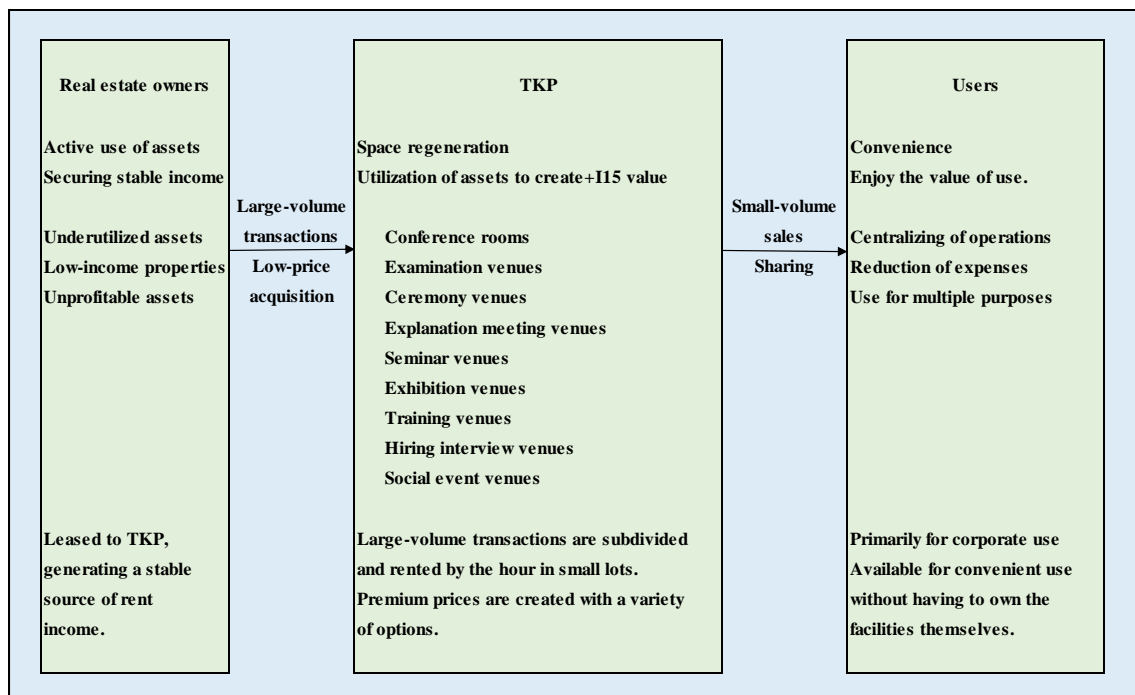 Real estate owners
Active use of assets
Securing stable income
Underutilized assets
Low-income properties
Unprofitable assets
Leased to TKP,
generating a stable
source of rent
income.
Large-volume
transactions
Low-price
acquisition
TKP
Space regeneration
Utilization of assets to create+I15 value
Conference rooms
Examination venues
Ceremony venues
Explanation meeting venues
Seminar venues
Exhibition venues
Training venues
Hiring interview venues
Social event venues
Large-volume transactions are subdivided
and rented by the hour in small lots.
Premium prices are created with a variety
of options.
Small-volume
sales
Sharing
Users
Convenience
Enjoy the value of use.
Centralizing of operations
Reduction of expenses
Use for multiple purposes
Primarily for corporate use
Available for convenient use
without having to own the
facilities themselves.